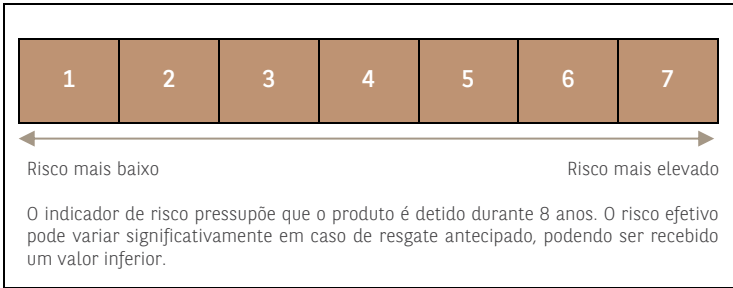 1 2 3 4 5 6 7
Risco mais baixo Risco mais elevado
O indicador de risco pressupõe que o produto é detido durante 8 anos. O risco efetivo
pode variar significativamente em caso de resgate antecipado, podendo ser recebido
um valor inferior.